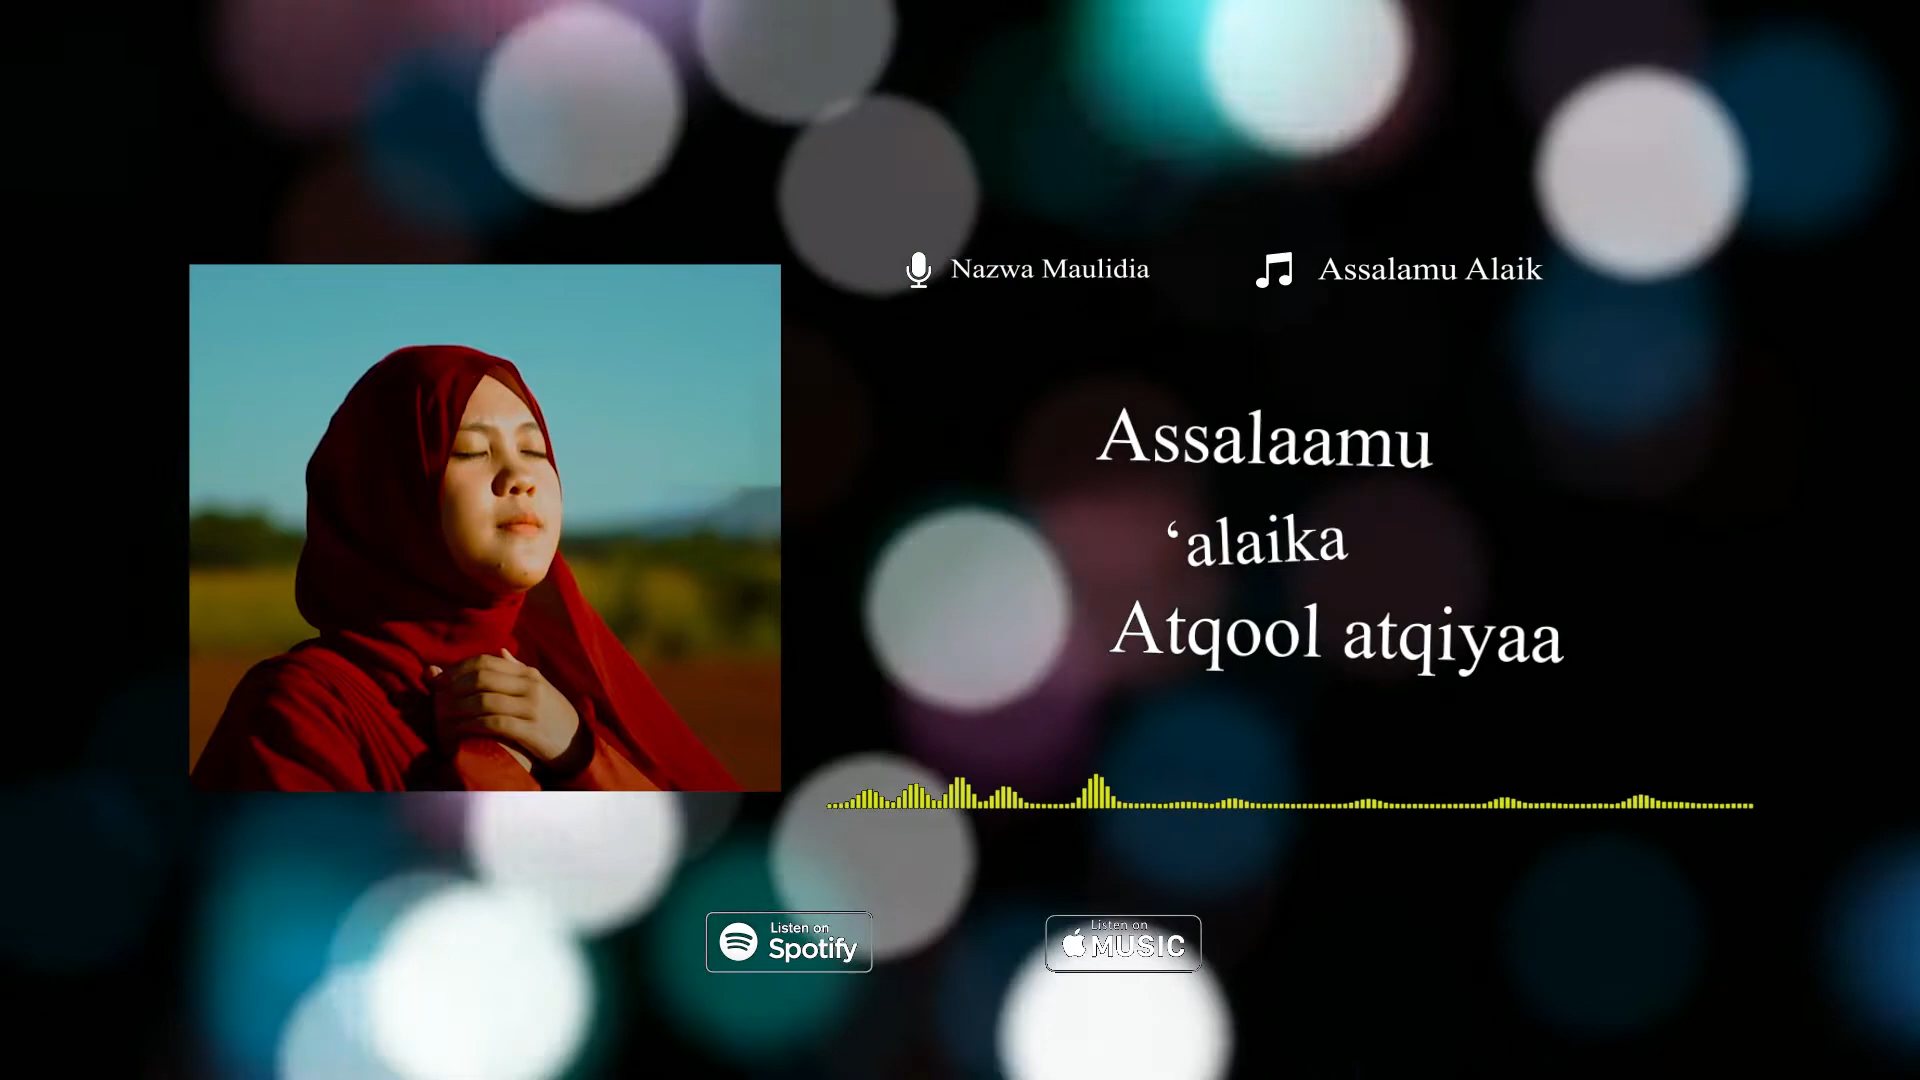 Nazwa Maulidia
Assalamu Alaik
Assalaamu
‘alaika
Atqool atqiyaa
Listen on
Spotify
Listen on
MUSIC